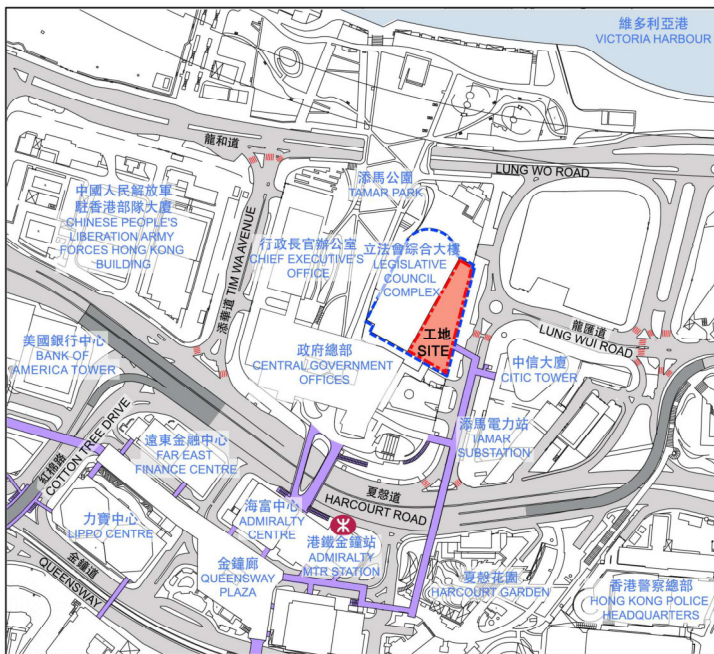 維多利亞港
VICTORIA HARBOUR
龍和道
LUNG WO ROAD
添馬公園
TAMAR PARK
中國人民解放軍
駐香港部隊大廈
CHINESE PEOPLE'S
LIBERATION ARMY
FORCES HONG KONG
BUILDING
添華道 TIM WA AVENUE
行政長官辦公室
CHIEF EXECUTIVE'S
OFFICE
立法會綜合大樓
LEGISLATIVE
COUNCIL
COMPLEX
工地
SITE
龍匯道
LUNG WUI ROAD
美國銀行中心
BANK OF
AMERICA TOWER
政府總部
CENTRAL GOVERNMENT
OFFICES
中信大廈
CITIC TOWER
紅棉路
COTTON TREE DRIVE
遠東金融中心
FAR EAST
FINANCE CENTRE
添馬電力站
TAMAR
SUBSTATION
夏慤道
HARCOURT ROAD
力寶中心
LIPPO CENTRE
海富中心
ADMIRALTY
CENTRE
港鐵金鐘站
ADMIRALTY
MTR STATION
金鐘道
QUEENSWAY
金鐘廊
QUEENSWAY
PLAZA
夏慤花園
HARCOURT GARDEN
香港警察總部
HONG KONG POLICE
HEADQUARTERS